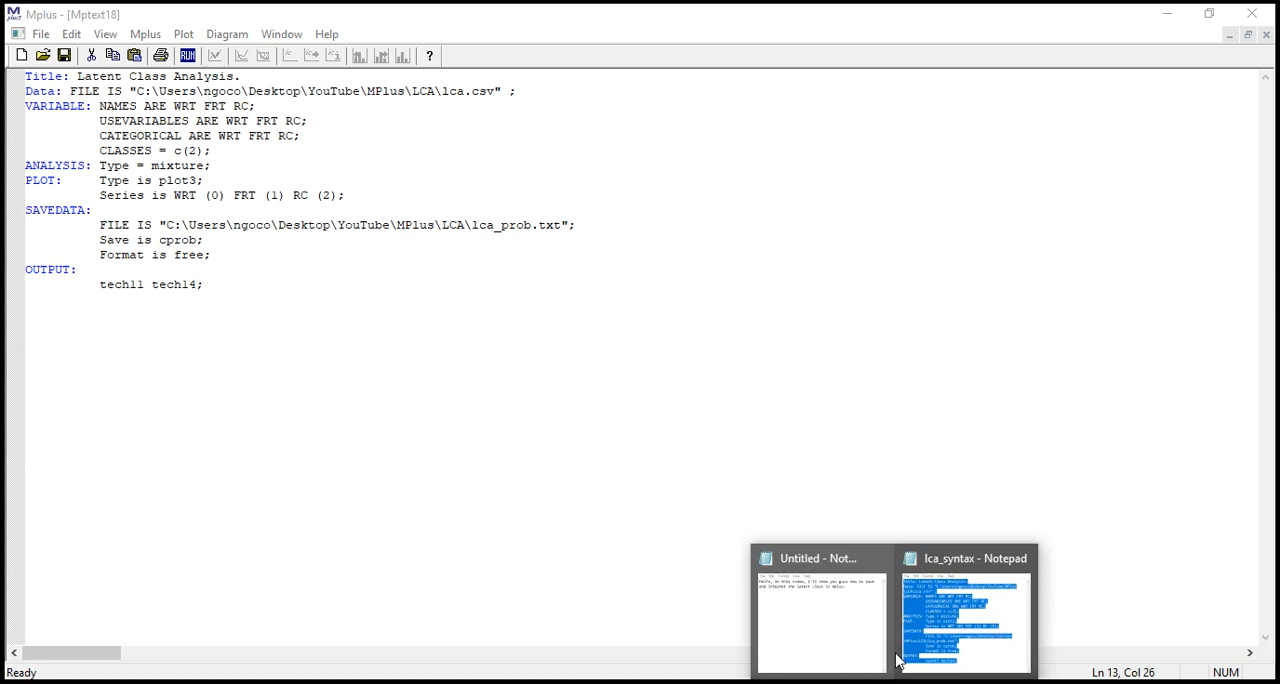 Mplus - [Mptext18]
File Edit View Mplus Plot Diagram Window Help
RUN
Title: Latent Class Analysis.
Data: FILE IS "C:\Users\ngoco\Desktop\YouTube\MPlus\LCA\lca.csv" ;
VARIABLE: NAMES ARE WRT FRT RC;
USEVARIABLES ARE WRT FRT RC;
CATEGORICAL ARE WRT FRT RC;
CLASSES = c(2);
ANALYSIS: Type = mixture;
PLOT: Type is plot3;
Series is WRT (0) FRT (1) RC (2);
SAVEDATA:
FILE IS "C:\Users\ngoco\Desktop\YouTube\MPlus\LCA\lca_prob.txt";
Save is cprob;
Format is free;
OUTPUT:
tech11 tech14;
Untitled - Not... lca_syntax - Notepad
Ready Ln 13, Col 26 NUM